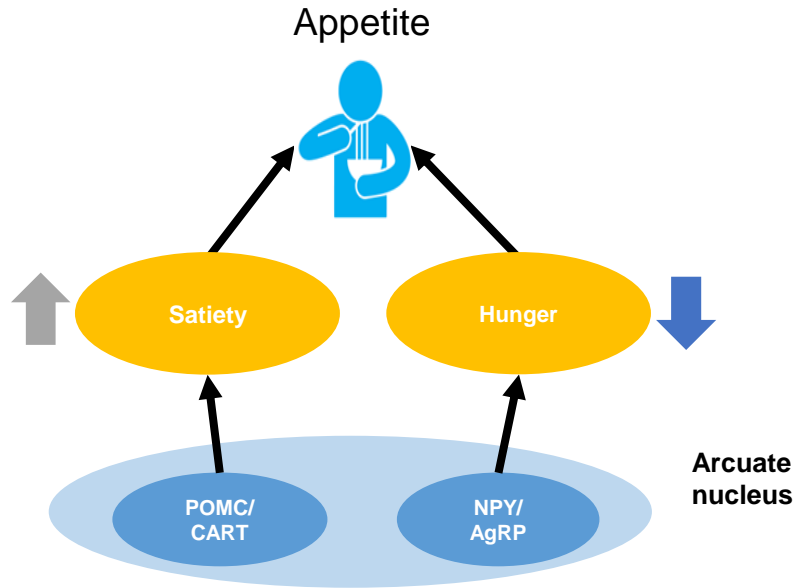 Appetite
Satiety
Hunger
POMC/
CART
NPY/
AgRP
Arcuate
nucleus